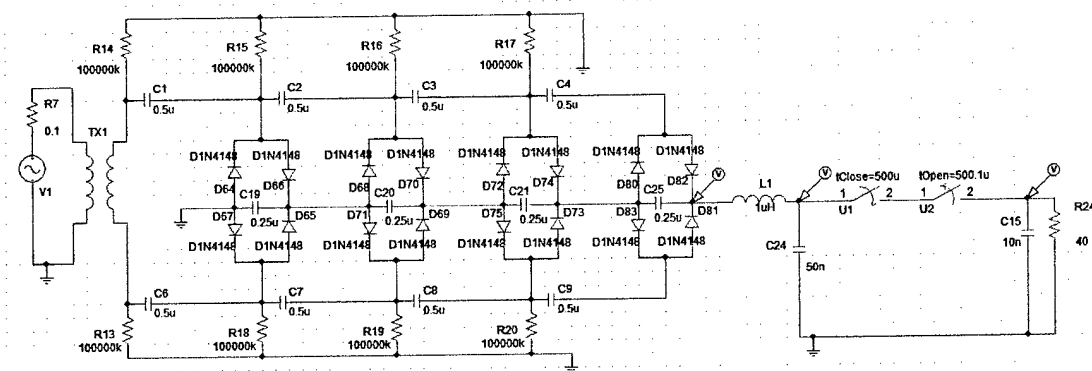 R14
100000k
R15
100000k
R16
100000k
R17
100000k
C1
0.5u
C2
0.5u
C3
0.5u
C4
0.5u
R7
0.1
TX1
V1
D1N4148 D1N4148
D64 D66
C19
0.25u
D67 D65
D1N4148 D1N4148
D1N4148 D1N4148
D68 D70
C20
0.25u
D71 D69
D1N4148 D1N4148
D1N4148 D1N4148
D72 D74
C21
0.25u
D75 D73
D1N4148 D1N4148
D1N4148 D1N4148
D80 D82
C25
0.25u
D83 D81
D1N4148 D1N4148
V
L1
1uH
V
tClose=500u
1 2
U1
tOpen=500.1u
1 2
U2
V
C24
50n
C15
10n
R24
40
C6
0.5u
C7
0.5u
C8
0.5u
C9
0.5u
R13
100000k
R18
100000k
R19
100000k
R20
100000k